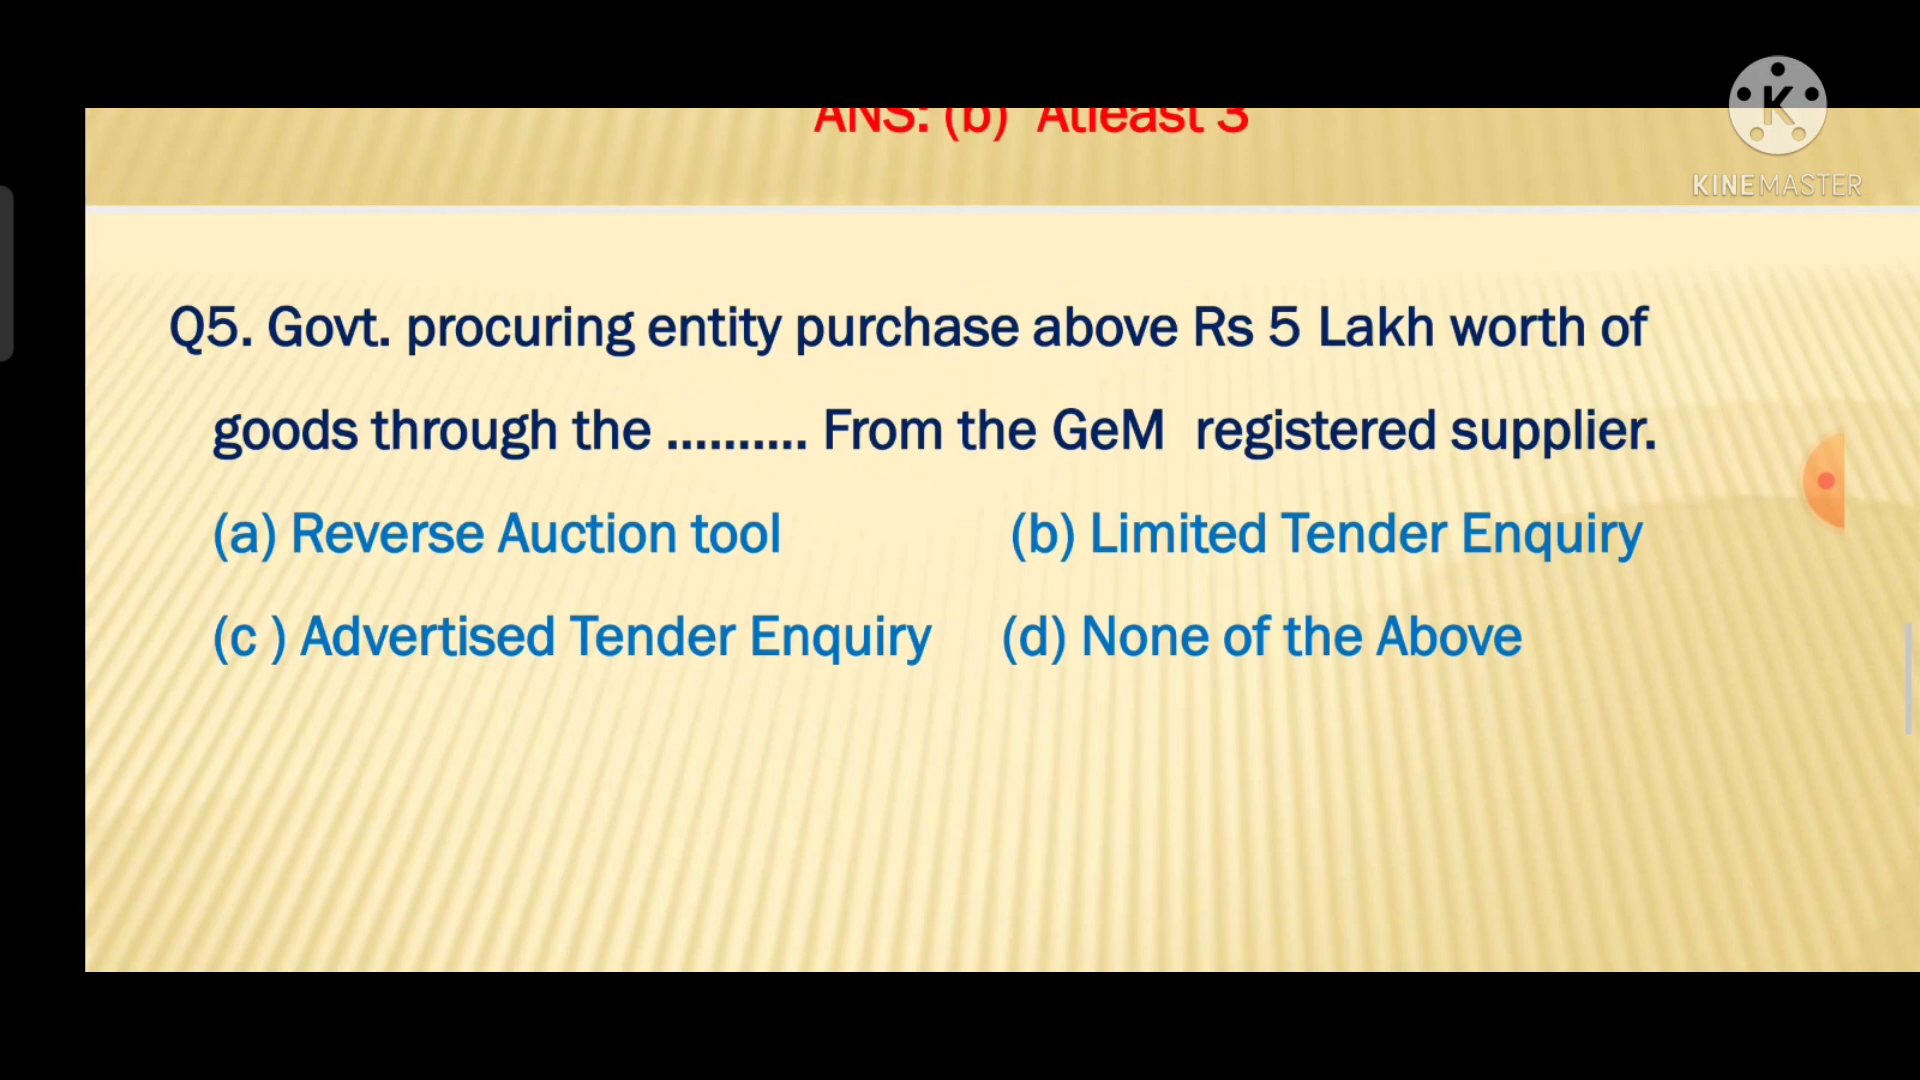 ANS: (b) Atleast 3
KINEMASTER
Q5. Govt. procuring entity purchase above Rs 5 Lakh worth of
goods through the .......... From the GeM registered supplier.
(a) Reverse Auction tool (b) Limited Tender Enquiry
(c ) Advertised Tender Enquiry (d) None of the Above